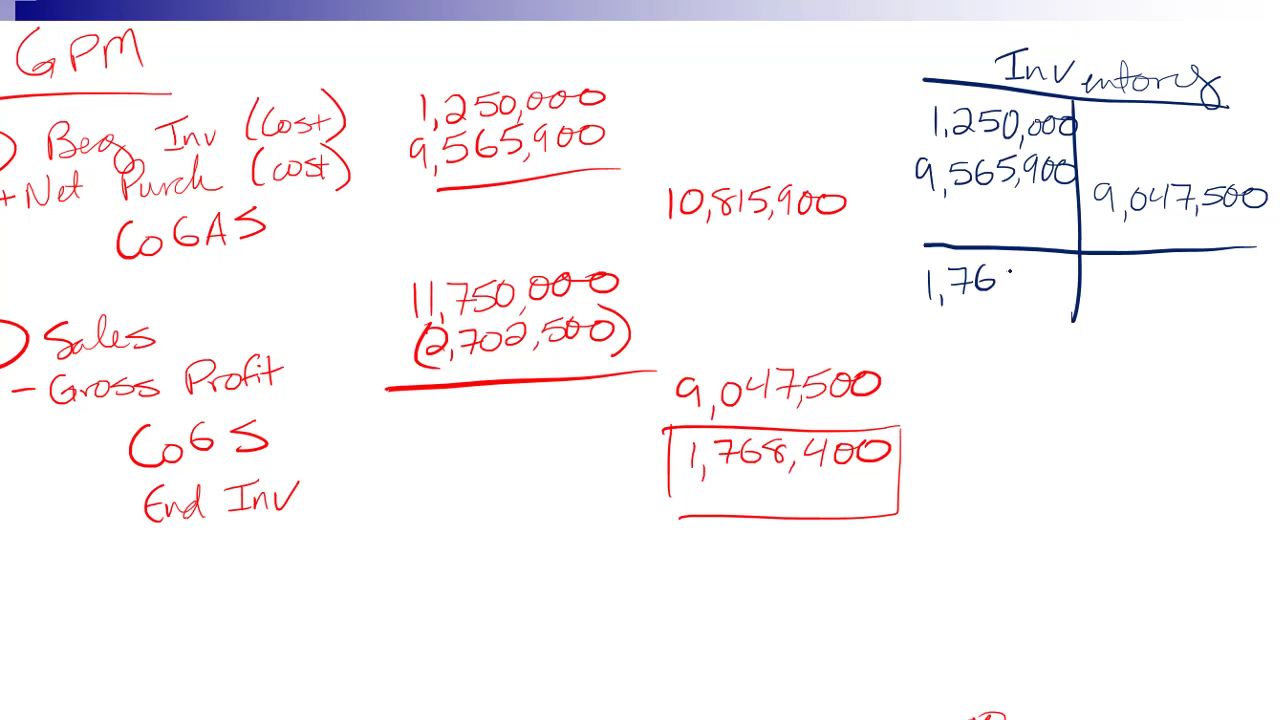 GPM
Beg Inv (Cost) 1,250,000
+ Net Purch (cost) 9,565,900
CoGAS 10,815,900
Sales 11,750,000
- Gross Profit (2,702,500)
CoGS 9,047,500
End Inv 1,768,400
Inventory
1,250,000
9,565,900 9,047,500
1,76